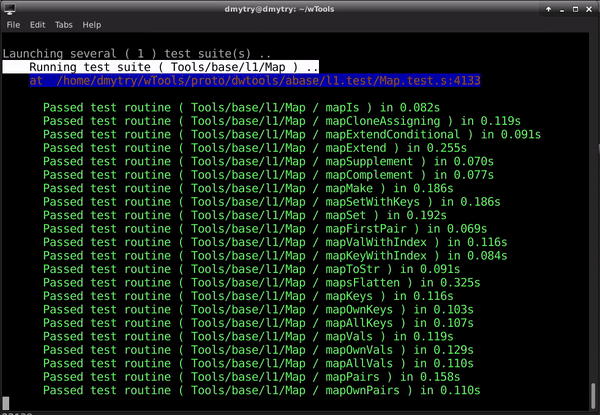 dmytry@dmytry: ~/wTools
File Edit Tabs Help
Launching several ( 1 ) test suite(s) ..
Running test suite ( Tools/base/l1/Map ) ..
at /home/dmytry/wTools/proto/dwtools/abase/l1.test/Map.test.s:4133
Passed test routine ( Tools/base/l1/Map / mapIs ) in 0.082s
Passed test routine ( Tools/base/l1/Map / mapCloneAssigning ) in 0.119s
Passed test routine ( Tools/base/l1/Map / mapExtendConditional ) in 0.091s
Passed test routine ( Tools/base/l1/Map / mapExtend ) in 0.255s
Passed test routine ( Tools/base/l1/Map / mapSupplement ) in 0.070s
Passed test routine ( Tools/base/l1/Map / mapComplement ) in 0.077s
Passed test routine ( Tools/base/l1/Map / mapMake ) in 0.186s
Passed test routine ( Tools/base/l1/Map / mapSetWithKeys ) in 0.186s
Passed test routine ( Tools/base/l1/Map / mapSet ) in 0.192s
Passed test routine ( Tools/base/l1/Map / mapFirstPair ) in 0.069s
Passed test routine ( Tools/base/l1/Map / mapValWithIndex ) in 0.116s
Passed test routine ( Tools/base/l1/Map / mapKeyWithIndex ) in 0.084s
Passed test routine ( Tools/base/l1/Map / mapToStr ) in 0.091s
Passed test routine ( Tools/base/l1/Map / mapsFlatten ) in 0.325s
Passed test routine ( Tools/base/l1/Map / mapKeys ) in 0.116s
Passed test routine ( Tools/base/l1/Map / mapOwnKeys ) in 0.103s
Passed test routine ( Tools/base/l1/Map / mapAllKeys ) in 0.107s
Passed test routine ( Tools/base/l1/Map / mapVals ) in 0.119s
Passed test routine ( Tools/base/l1/Map / mapOwnVals ) in 0.129s
Passed test routine ( Tools/base/l1/Map / mapAllVals ) in 0.110s
Passed test routine ( Tools/base/l1/Map / mapPairs ) in 0.158s
Passed test routine ( Tools/base/l1/Map / mapOwnPairs ) in 0.110s